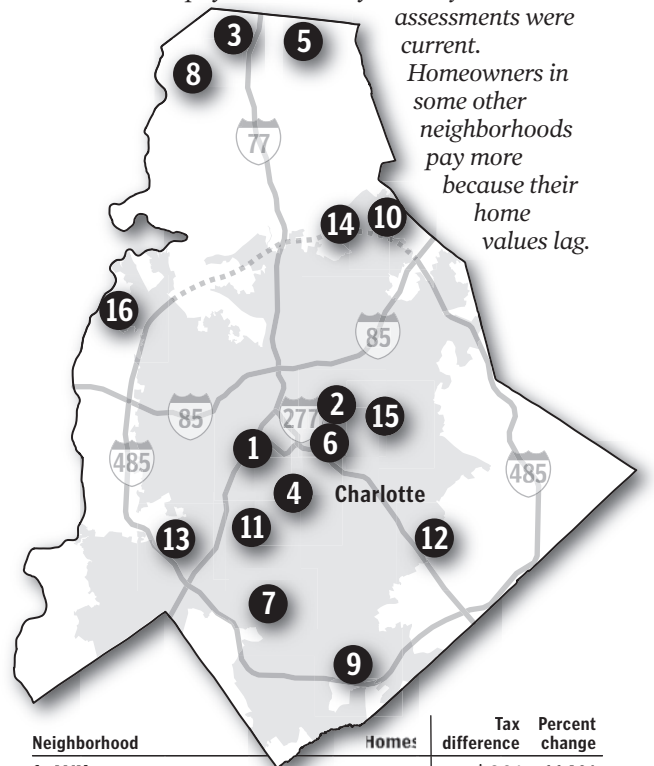 assessments were
current.
Homeowners in
some other
neighborhoods
pay more
because their
home
values lag.
3
5
8
77
14
10
16
85
2
85
277
15
1
6
485
485
4
Charlotte
11
13
12
7
9
Tax Percent
Neighborhood Homes difference change